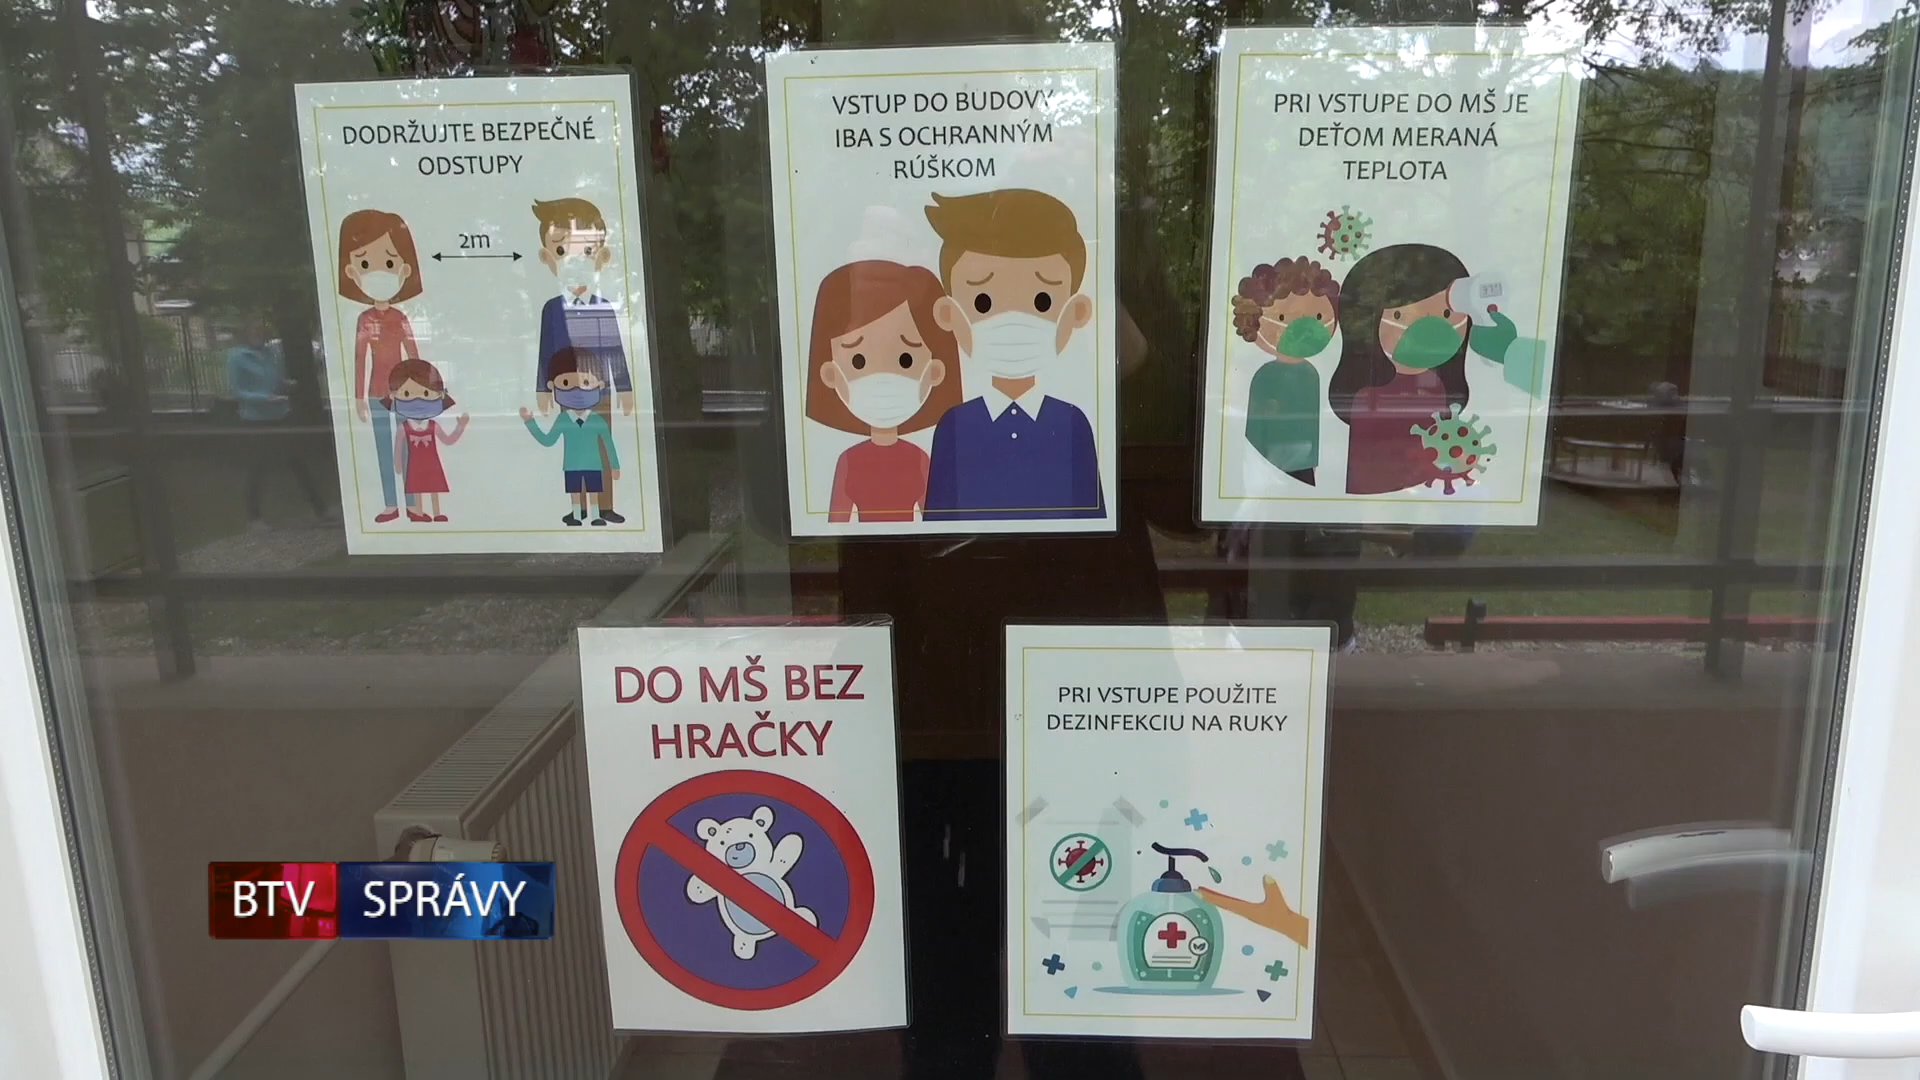 DODRŽUJTE BEZPEČNÉ
ODSTUPY
2m
VSTUP DO BUDOVY
IBA S OCHRANNÝM
RÚŠKOM
PRI VSTUPE DO MŠ JE
DEŤOM MERANÁ
TEPLOTA
DO MŠ BEZ
HRAČKY
PRI VSTUPE POUŽITE
DEZINFEKCIU NA RUKY
BTV SPRÁVY